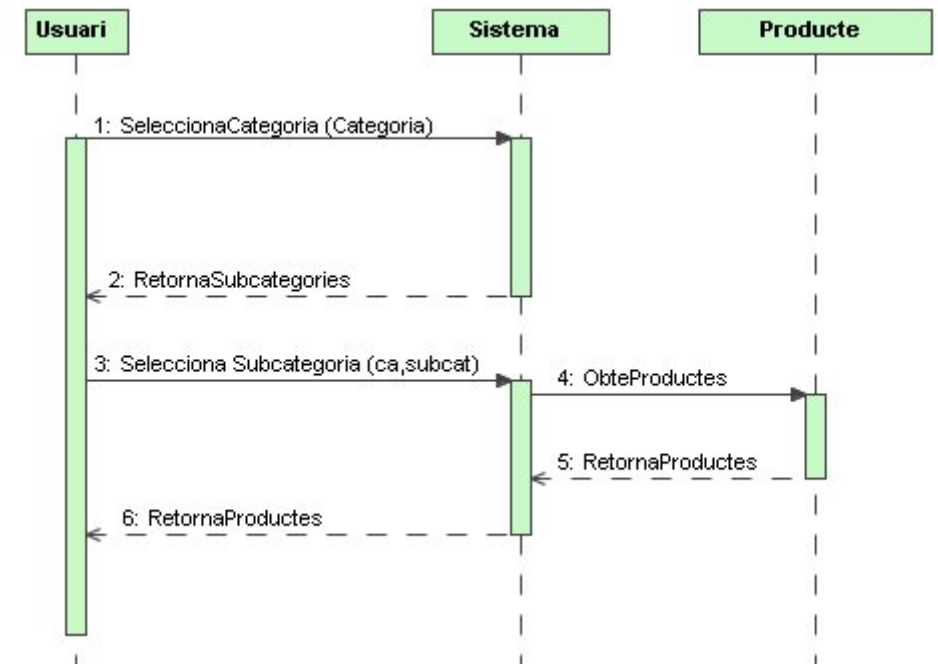 Usuari
Sistema
Producte
1: SeleccionaCategoria (Categoria)
2: RetornaSubcategories
3: Selecciona Subcategoria (ca,subcat)
4: ObteProductes
5: RetornaProductes
6: RetornaProductes